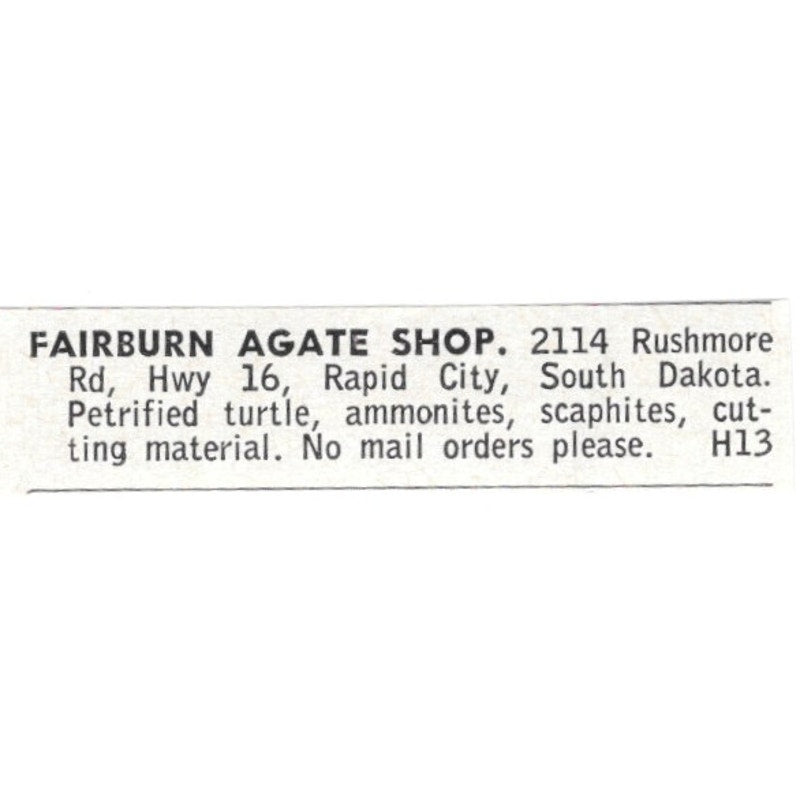 FAIRBURN AGATE SHOP. 2114 Rushmore
Rd, Hwy 16, Rapid City, South Dakota.
Petrified turtle, ammonites, scaphites, cut-
ting material. No mail orders please. H13